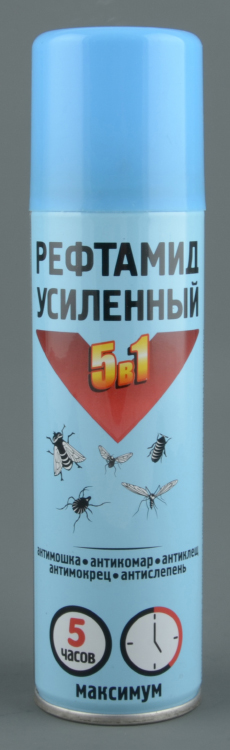 РЕФТАМИД
УСИЛЕННЫЙ
5в1
антимошка•антикомар•антиклещ
антимокрец•антислепень
5
часов
максимум